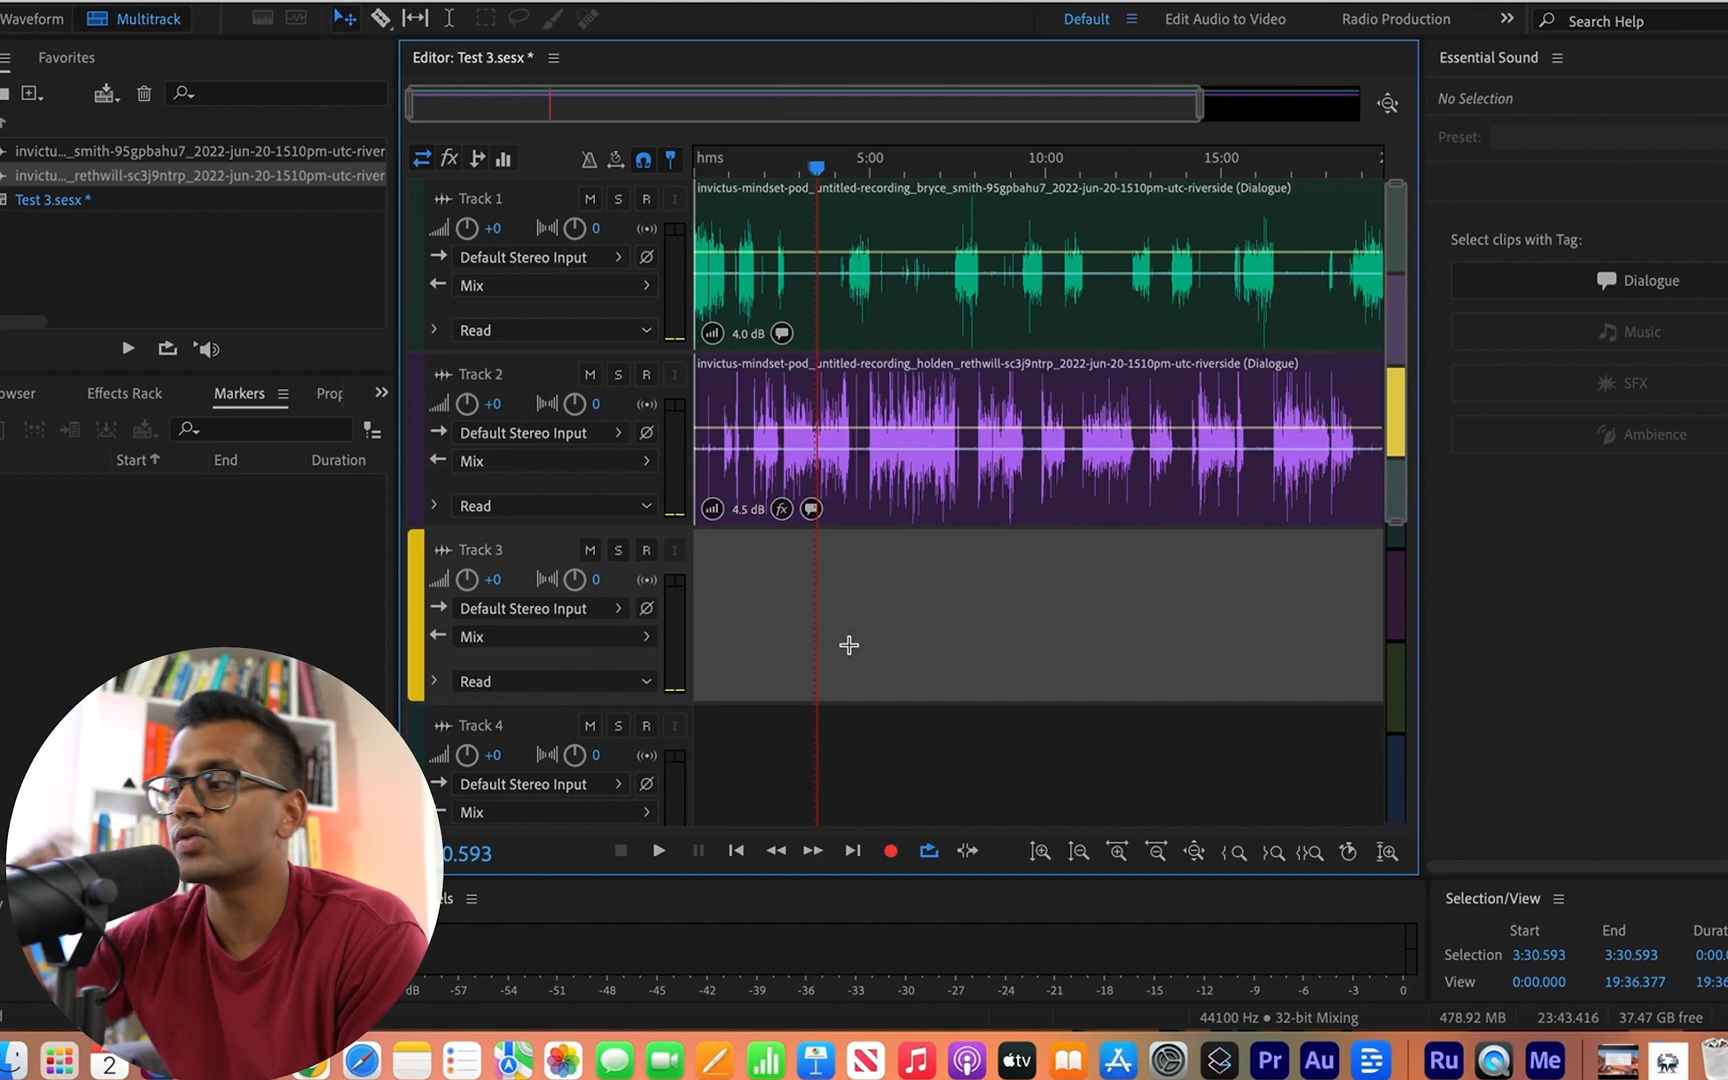 Waveform
Multitrack
Default
Edit Audio to Video
Radio Production
Search Help
Favorites
Editor: Test 3.sesx *
Essential Sound
No Selection
Preset:
invictu..._smith-95gpbahu7_2022-jun-20-1510pm-utc-river
invictu..._rethwill-sc3j9ntrp_2022-jun-20-1510pm-utc-river
Test 3.sesx *
fx
hms
5:00
10:00
15:00
Track 1
M
S
R
I
+0
0
Default Stereo Input
Mix
Read
invictus-mindset-pod_untitled-recording_bryce_smith-95gpbahu7_2022-jun-20-1510pm-utc-riverside (Dialogue)
4.0 dB
Select clips with Tag:
Dialogue
Music
SFX
Ambience
Track 2
M
S
R
I
+0
0
Default Stereo Input
Mix
Read
invictus-mindset-pod_untitled-recording_holden_rethwill-sc3j9ntrp_2022-jun-20-1510pm-utc-riverside (Dialogue)
4.5 dB
fx
owser
Effects Rack
Markers
Prop
Start
End
Duration
Track 3
M
S
R
I
+0
0
Default Stereo Input
Mix
Read
Track 4
M
S
R
I
+0
0
Default Stereo Input
Mix
0.593
els
dB -57 -54 -51 -48 -45 -42 -39 -36 -33 -30 -27 -24 -21 -18 -15 -12 -9 -6 -3 0
Selection/View
Start
End
Durat
Selection
3:30.593
3:30.593
0:00.
View
0:00.000
19:36.377
19:36
44100 Hz ● 32-bit Mixing
478.92 MB
23:43.416
37.47 GB free
2
tv
Pr
Au
Ru
Me